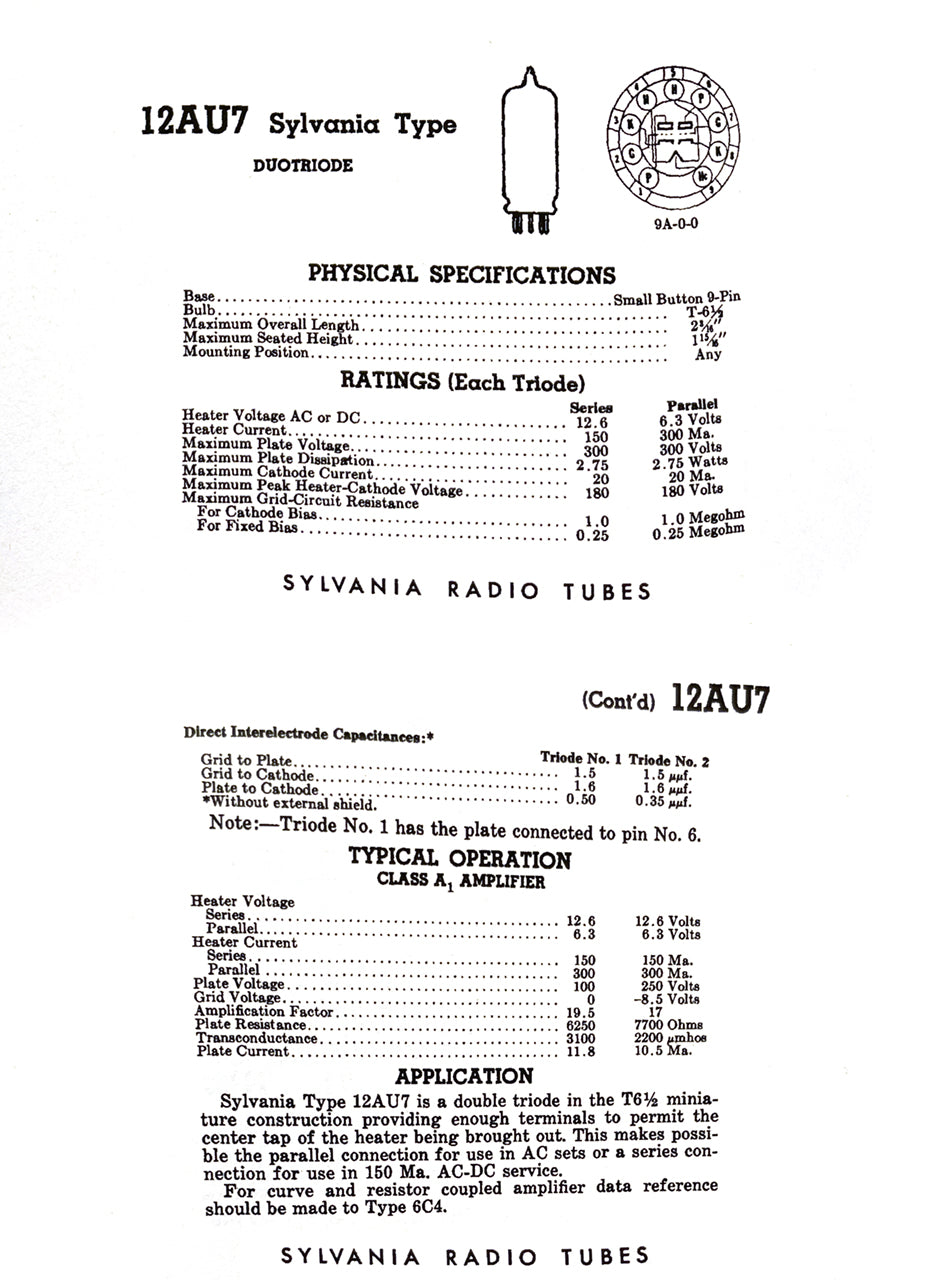 12AU7 Sylvania Type
DUOTRIODE
5
4 6
H H P
3 K G 7
2 G K 8
P Hc
1 9
9A-0-0
PHYSICAL SPECIFICATIONS
Base........................................Small Button 9-Pin
Bulb........................................ T-6½
Maximum Overall Length........................................ 2 3/16"
Maximum Seated Height........................................ 1 15/16"
Mounting Position........................................ Any
RATINGS (Each Triode)
Series Parallel
Heater Voltage AC or DC........................ 12.6 6.3 Volts
Heater Current........................ 150 300 Ma.
Maximum Plate Voltage........................ 300 300 Volts
Maximum Plate Dissipation........................ 2.75 2.75 Watts
Maximum Cathode Current........................ 20 20 Ma.
Maximum Peak Heater-Cathode Voltage............ 180 180 Volts
Maximum Grid-Circuit Resistance
For Cathode Bias........................ 1.0 1.0 Megohm
For Fixed Bias........................ 0.25 0.25 Megohm
SYLVANIA RADIO TUBES
(Cont'd) 12AU7
Direct Interelectrode Capacitances:*
Triode No. 1 Triode No. 2
Grid to Plate........................ 1.5 1.5 μμf.
Grid to Cathode........................ 1.6 1.6 μμf.
Plate to Cathode........................ 0.50 0.35 μμf.
*Without external shield.
Note:—Triode No. 1 has the plate connected to pin No. 6.
TYPICAL OPERATION
CLASS A1 AMPLIFIER
Heater Voltage
Series........................ 12.6 12.6 Volts
Parallel........................ 6.3 6.3 Volts
Heater Current
Series........................ 150 150 Ma.
Parallel ........................ 300 300 Ma.
Plate Voltage........................ 100 250 Volts
Grid Voltage........................ 0 -8.5 Volts
Amplification Factor........................ 19.5 17
Plate Resistance........................ 6250 7700 Ohms
Transconductance........................ 3100 2200 μmhos
Plate Current........................ 11.8 10.5 Ma.
APPLICATION
Sylvania Type 12AU7 is a double triode in the T6½ minia-
ture construction providing enough terminals to permit the
center tap of the heater being brought out. This makes possi-
ble the parallel connection for use in AC sets or a series con-
nection for use in 150 Ma. AC-DC service.
For curve and resistor coupled amplifier data reference
should be made to Type 6C4.
SYLVANIA RADIO TUBES